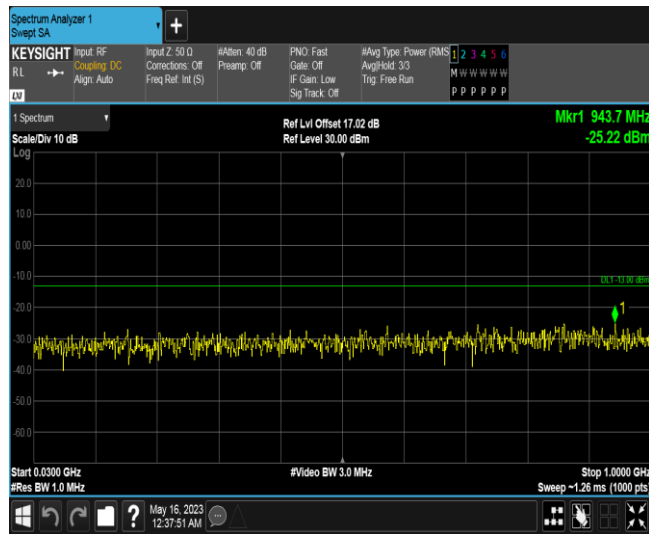 Spectrum Analyzer 1
Swept SA
+
KEYSIGHT
RL
LXI
Input: RF
Coupling: DC
Align: Auto
Input Z: 50 Ω
Corrections: Off
Freq Ref: Int (S)
#Atten: 40 dB
Preamp: Off
PNO: Fast
Gate: Off
IF Gain: Low
Sig Track: Off
#Avg Type: Power (RMS
Avg|Hold: 3/3
Trig: Free Run
1 2 3 4 5 6
M W W W W W
P P P P P P
1 Spectrum
Scale/Div 10 dB
Log
Ref Lvl Offset 17.02 dB
Ref Level 30.00 dBm
Mkr1 943.7 MHz
-25.22 dBm
20.0
10.0
0.00
-10.0
DL1 -13.00 dBm
-20.0
1
-30.0
-40.0
-50.0
-60.0
Start 0.0300 GHz
#Video BW 3.0 MHz
Stop 1.0000 GHz
#Res BW 1.0 MHz
Sweep ~1.26 ms (1000 pts)
?
May 16, 2023
12:37:51 AM